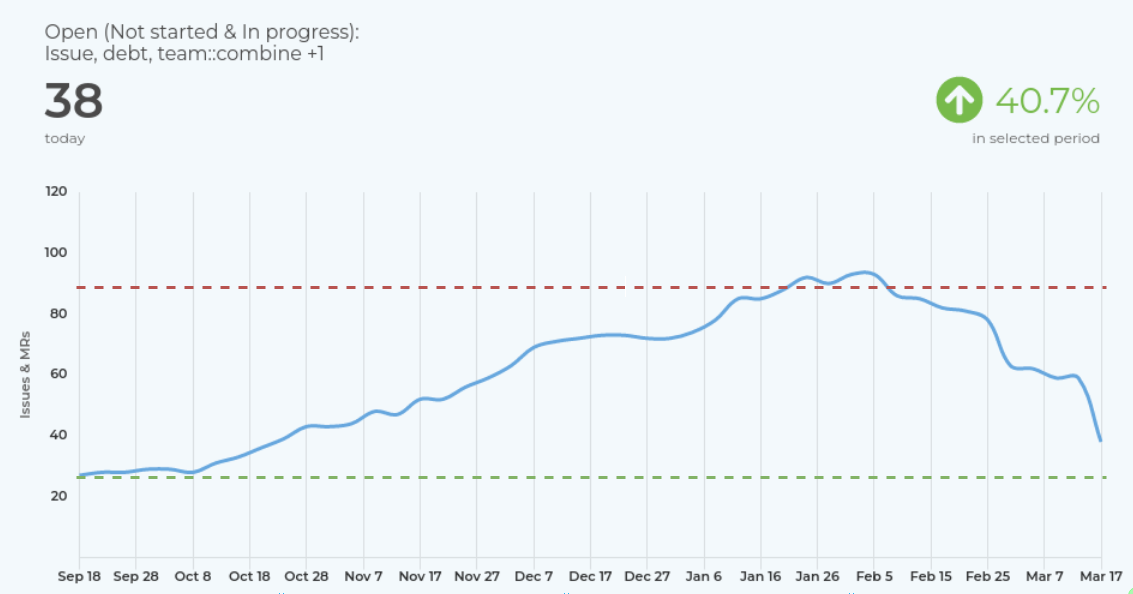 Open (Not started & In progress):
Issue, debt, team::combine +1
38
today
40.7%
in selected period
120
100
80
60
40
20
Issues & MRs
Sep 18 Sep 28 Oct 8 Oct 18 Oct 28 Nov 7 Nov 17 Nov 27 Dec 7 Dec 17 Dec 27 Jan 6 Jan 16 Jan 26 Feb 5 Feb 15 Feb 25 Mar 7 Mar 17